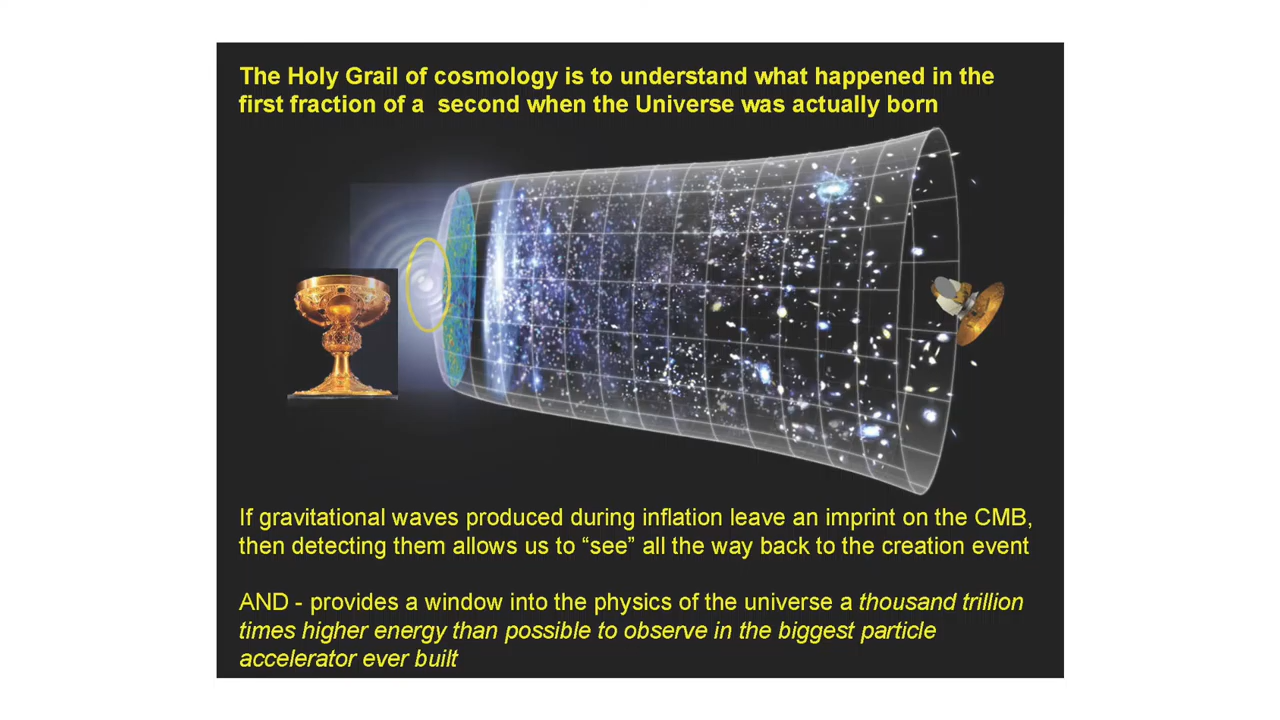 The Holy Grail of cosmology is to understand what happened in the
first fraction of a second when the Universe was actually born
If gravitational waves produced during inflation leave an imprint on the CMB,
then detecting them allows us to “see” all the way back to the creation event
AND - provides a window into the physics of the universe a thousand trillion
times higher energy than possible to observe in the biggest particle
accelerator ever built